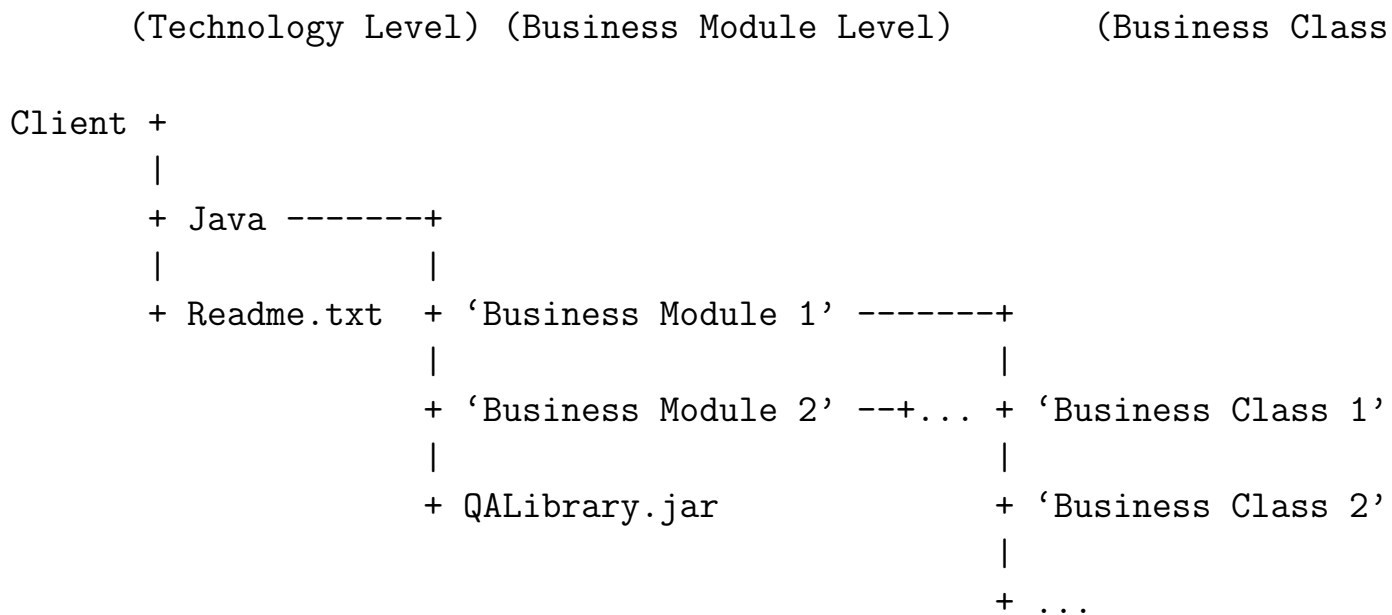 (Technology Level) (Business Module Level)       (Business Class
Client +
       |
       + Java -------+
       |             |
       + Readme.txt  + ‘Business Module 1’ -------+
                     |                            |
                     + ‘Business Module 2’ --+... + ‘Business Class 1’
                     |                            |
                     + QALibrary.jar              + ‘Business Class 2’
                                                  |
                                                  + ...